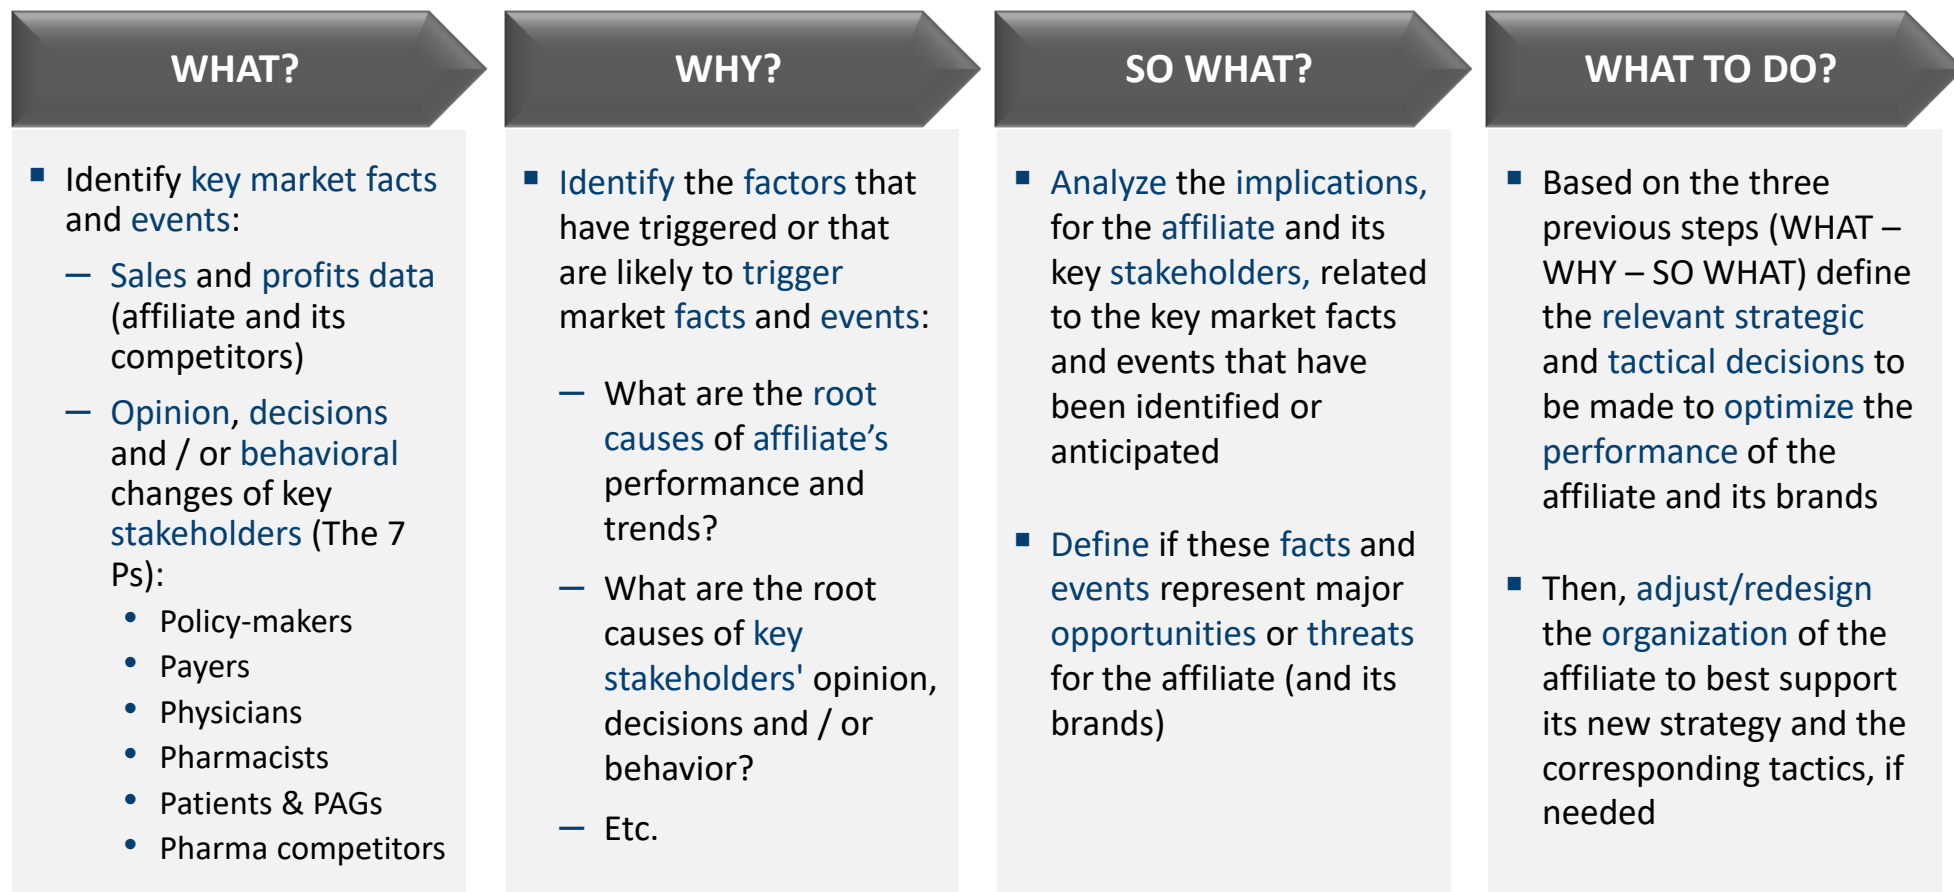 WHAT?
▪ Identify key market facts
and events:
– Sales and profits data
(affiliate and its
competitors)
– Opinion, decisions
and / or behavioral
changes of key
stakeholders (The 7
Ps):
• Policy-makers
• Payers
• Physicians
• Pharmacists
• Patients & PAGs
• Pharma competitors
WHY?
▪ Identify the factors that
have triggered or that
are likely to trigger
market facts and events:
– What are the root
causes of affiliate’s
performance and
trends?
– What are the root
causes of key
stakeholders' opinion,
decisions and / or
behavior?
– Etc.
SO WHAT?
▪ Analyze the implications,
for the affiliate and its
key stakeholders, related
to the key market facts
and events that have
been identified or
anticipated
▪ Define if these facts and
events represent major
opportunities or threats
for the affiliate (and its
brands)
WHAT TO DO?
▪ Based on the three
previous steps (WHAT –
WHY – SO WHAT) define
the relevant strategic
and tactical decisions to
be made to optimize the
performance of the
affiliate and its brands
▪ Then, adjust/redesign
the organization of the
affiliate to best support
its new strategy and the
corresponding tactics, if
needed